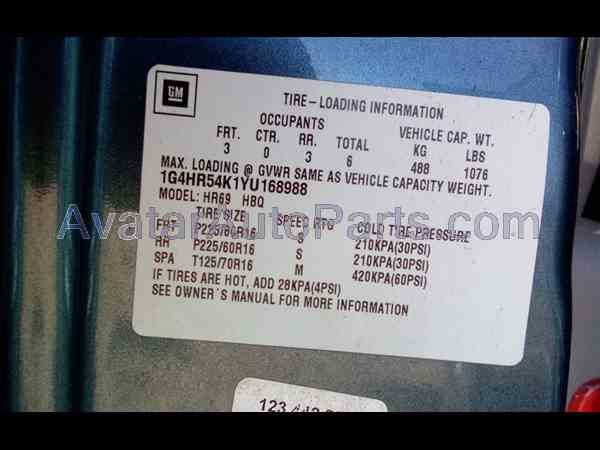 GM
TIRE-LOADING INFORMATION
OCCUPANTS VEHICLE CAP. WT.
FRT. CTR. RR. TOTAL KG LBS
3 0 3 6 488 1076
MAX. LOADING @ GVWR SAME AS VEHICLE CAPACITY WEIGHT.
1G4HR54K1YU168988
MODEL: HR69 HBQ
TIRE SIZE SPEED RTG COLD TIRE PRESSURE
AvatarAutoParts.com
P225/60R16 S 210KPA(30PSI)
RR P225/60R16 S 210KPA(30PSI)
SPA T125/70R16 M 420KPA(60PSI)
IF TIRES ARE HOT, ADD 28KPA(4PSI)
SEE OWNER'S MANUAL FOR MORE INFORMATION